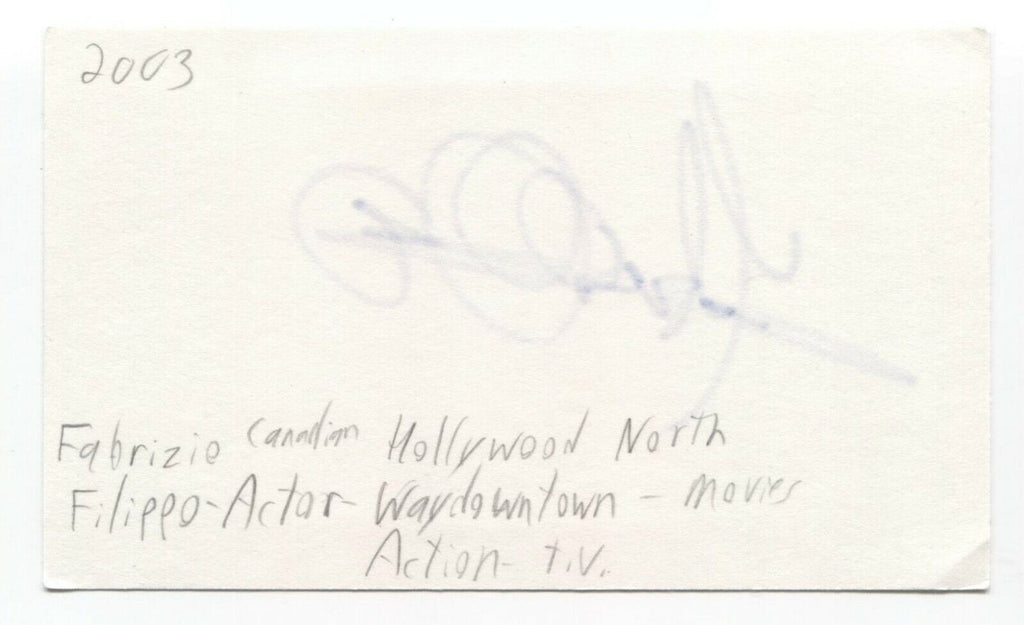 2003
Fabrizio Canadian Hollywood North
Filippo-Actor-Waydowntown - movies
Action- t.v.